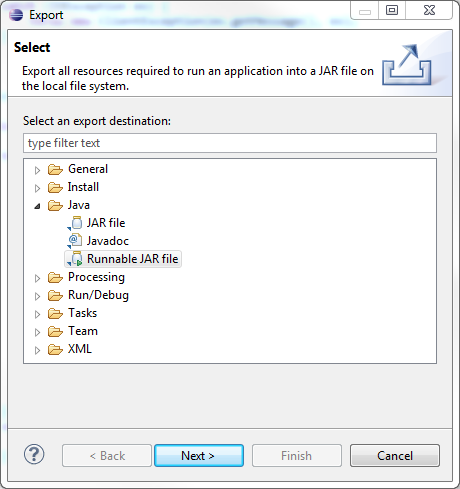 Export
Select
Export all resources required to run an application into a JAR file on
the local file system.
Select an export destination:
type filter text
General
Install
Java
JAR file
Javadoc
Runnable JAR file
Processing
Run/Debug
Tasks
Team
XML
?
< Back
Next >
Finish
Cancel